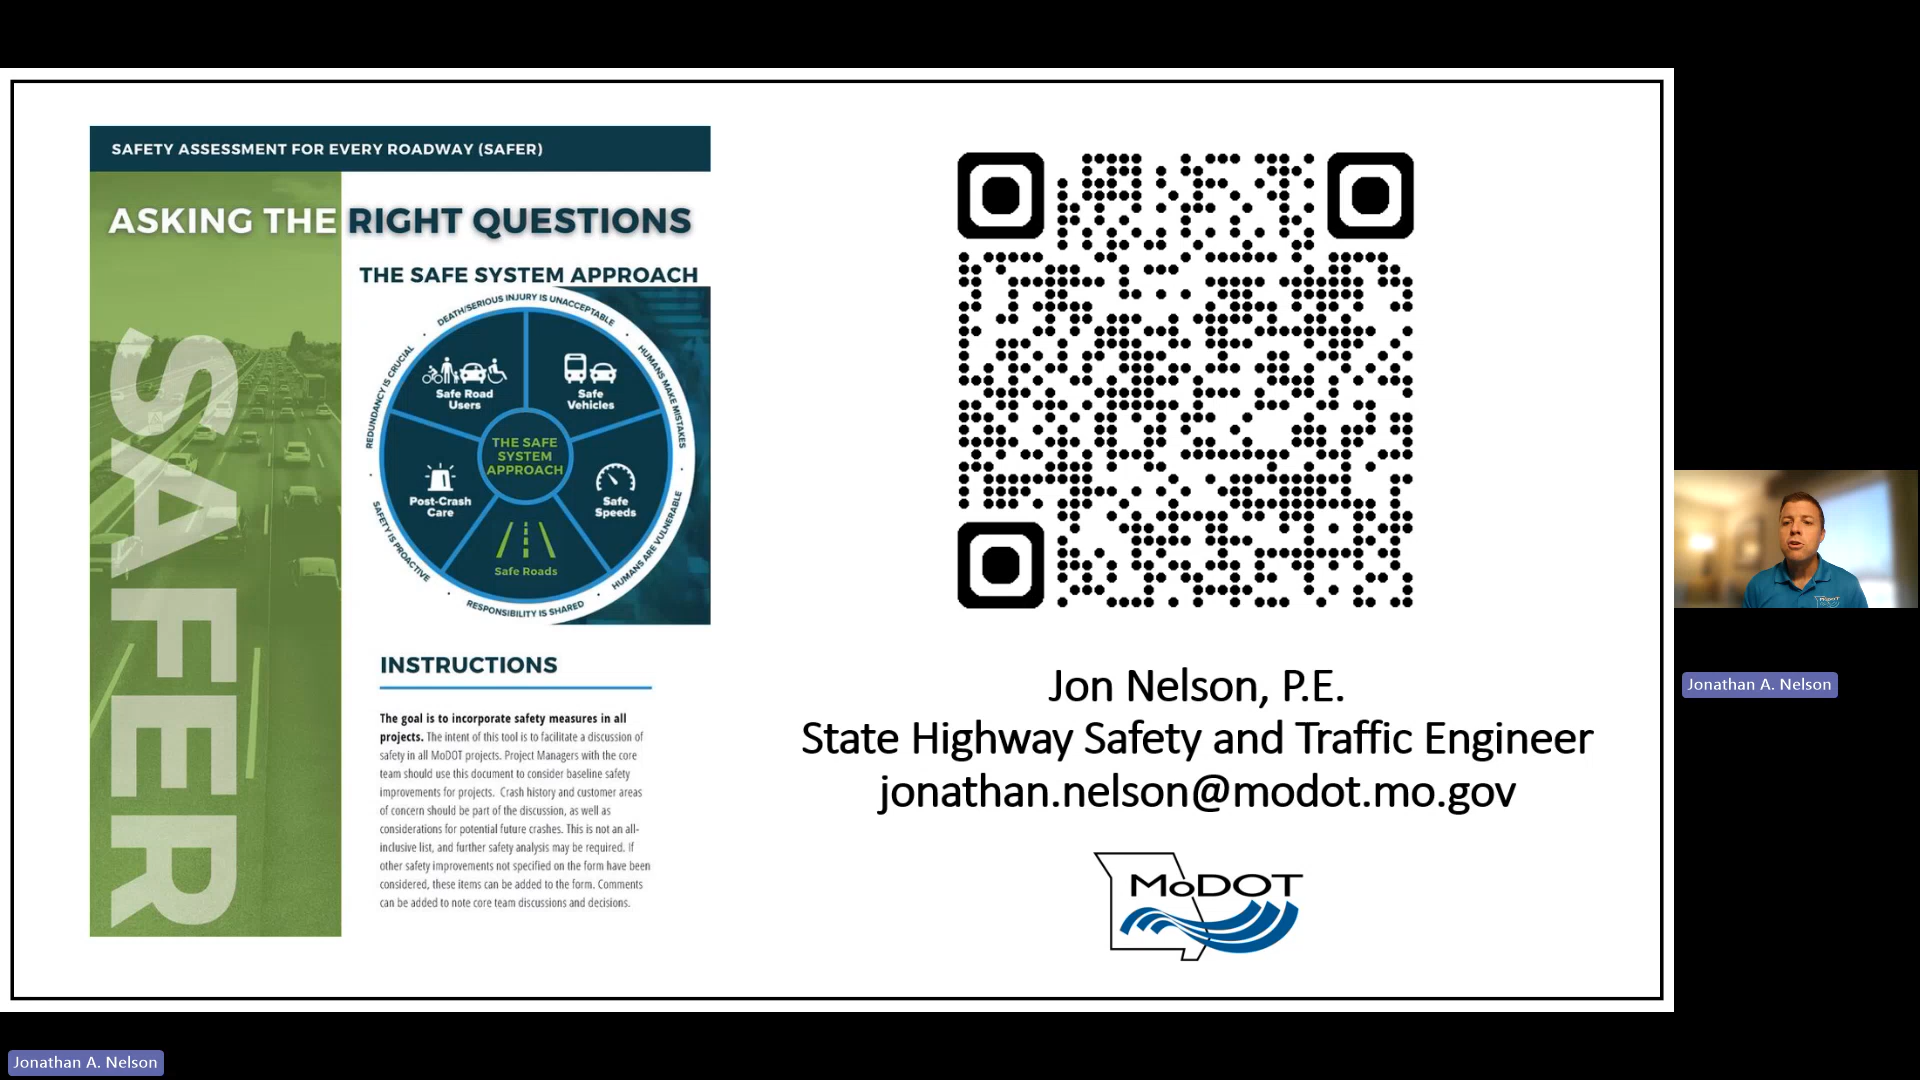 SAFETY ASSESSMENT FOR EVERY ROADWAY (SAFER)
ASKING THE RIGHT QUESTIONS
SAFER
THE SAFE SYSTEM APPROACH
DEATH/SERIOUS INJURY IS UNACCEPTABLE
HUMANS MAKE MISTAKES
HUMANS ARE VULNERABLE
RESPONSIBILITY IS SHARED
SAFETY IS PROACTIVE
REDUNDANCY IS CRUCIAL
Safe Road
Users
Safe
Vehicles
THE SAFE
SYSTEM
APPROACH
Post-Crash
Care
Safe
Speeds
Safe Roads
INSTRUCTIONS
The goal is to incorporate safety measures in all
projects. The intent of this tool is to facilitate a discussion of
safety in all MoDOT projects. Project Managers with the core
team should use this document to consider baseline safety
improvements for projects. Crash history and customer areas
of concern should be part of the discussion, as well as
considerations for potential future crashes. This is not an all-
inclusive list, and further safety analysis may be required. If
other safety improvements not specified on the form have been
considered, these items can be added to the form. Comments
can be added to note core team discussions and decisions.
Jon Nelson, P.E.
State Highway Safety and Traffic Engineer
jonathan.nelson@modot.mo.gov
MoDOT
MoDOT
Jonathan A. Nelson
Jonathan A. Nelson